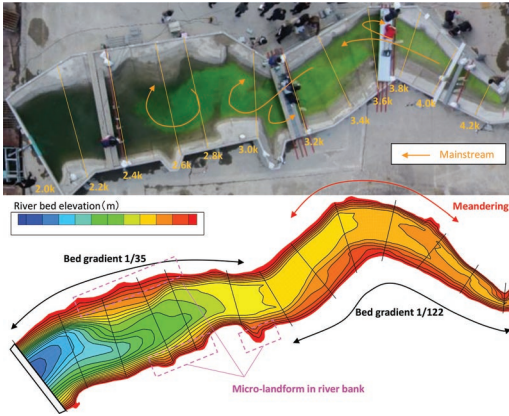 2.0k
2.2k
2.4k
2.6k
2.8k
3.0k
3.2k
3.4k
3.6k
3.8k
4.0k
4.2k
Mainstream
River bed elevation(m)
Meandering
Bed gradient 1/35
Bed gradient 1/122
Micro-landform in river bank